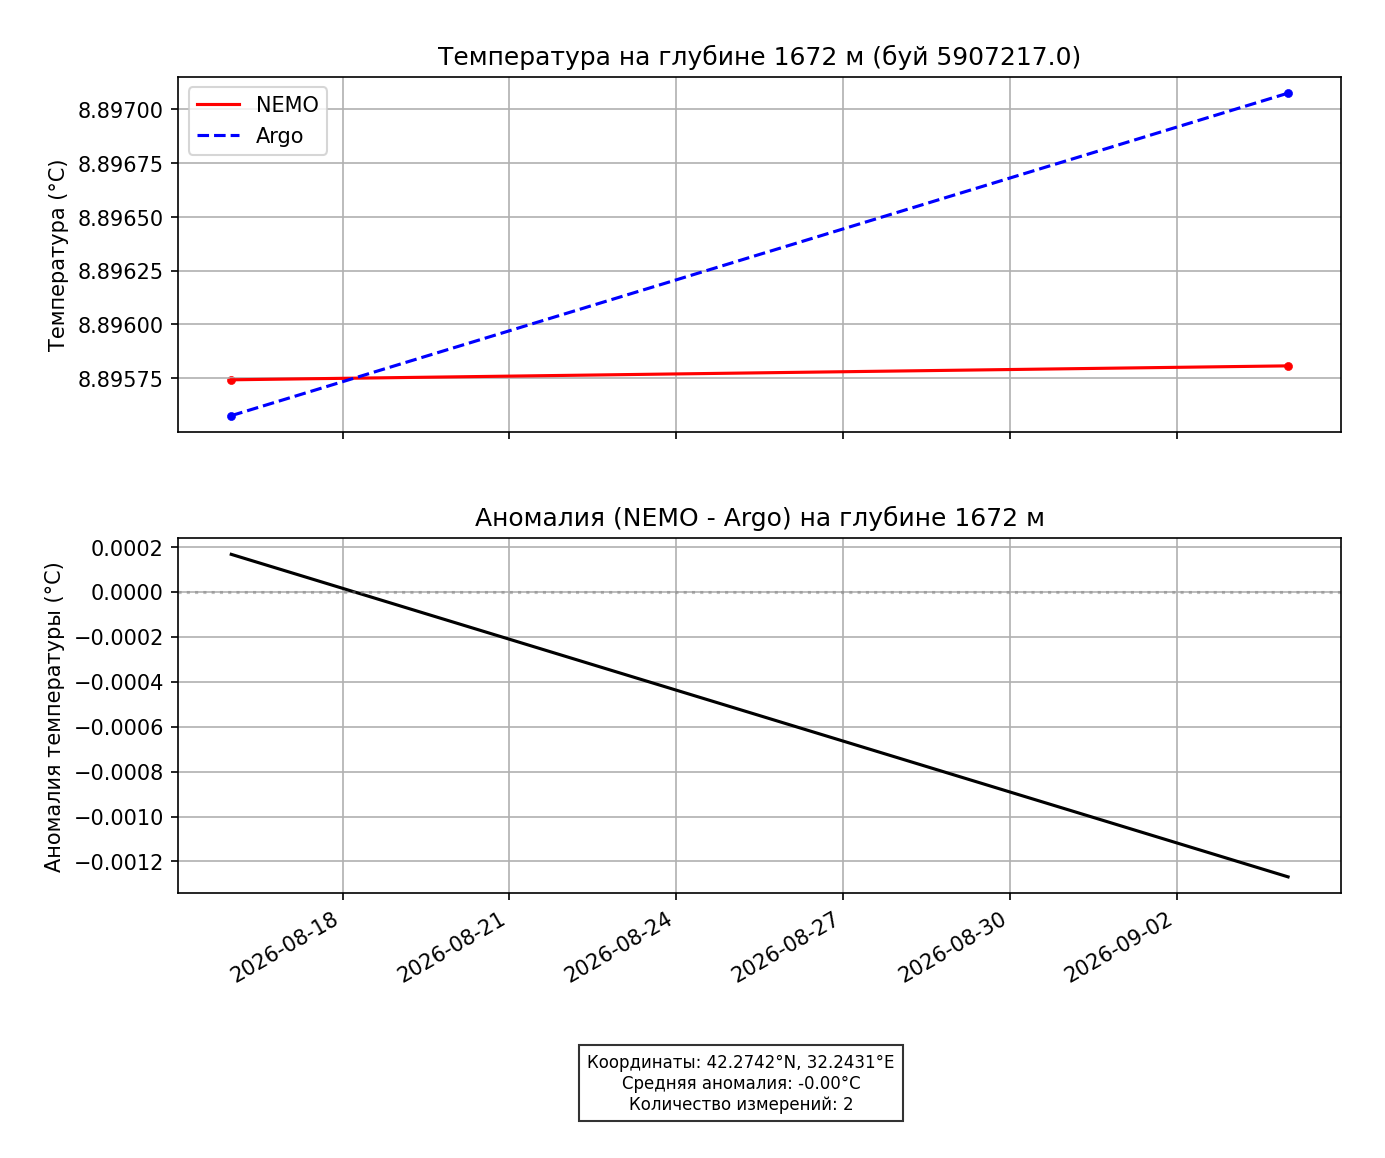 Температура на глубине 1672 м (буй 5907217.0)
NEMO
Argo
Температура (°C)
8.89700
8.89675
8.89650
8.89625
8.89600
8.89575
Аномалия (NEMO - Argo) на глубине 1672 м
Аномалия температуры (°C)
0.0002
0.0000
−0.0002
−0.0004
−0.0006
−0.0008
−0.0010
−0.0012
2026-08-18
2026-08-21
2026-08-24
2026-08-27
2026-08-30
2026-09-02
Координаты: 42.2742°N, 32.2431°E
Средняя аномалия: -0.00°C
Количество измерений: 2